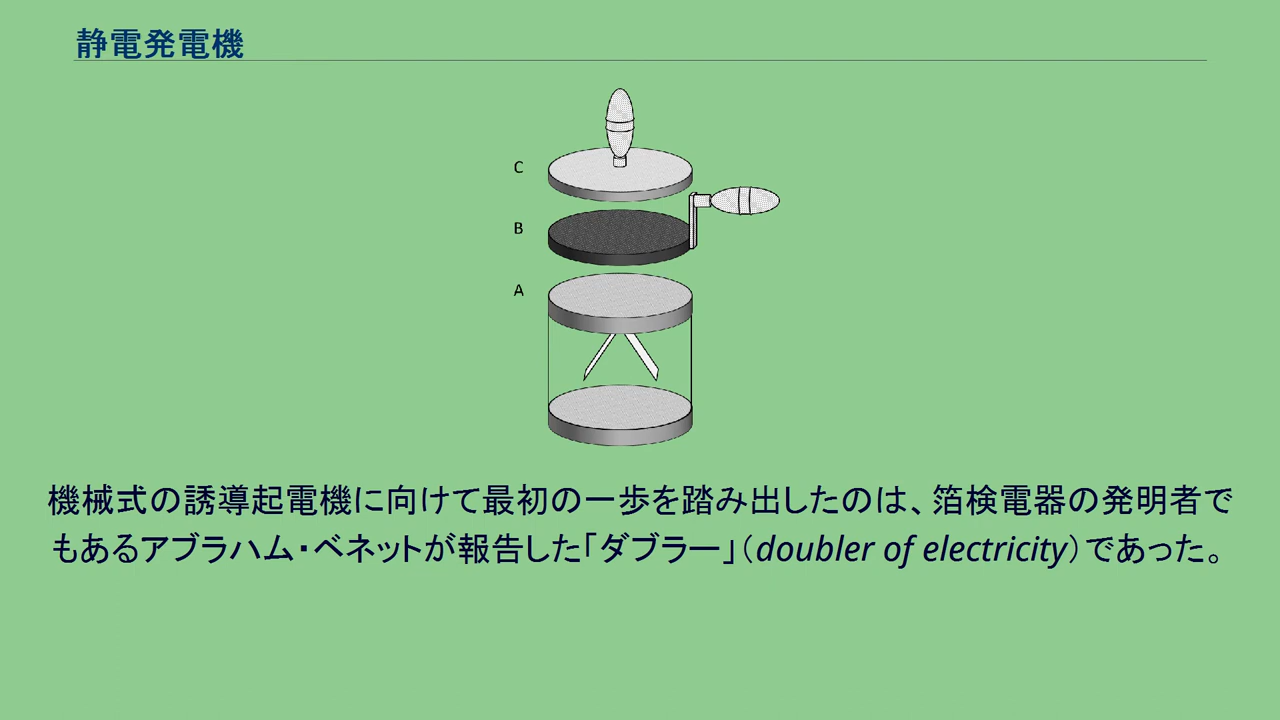 静電発電機
C
B
A
機械式の誘導起電機に向けて最初の一歩を踏み出したのは、箔検電器の発明者で
もあるアブラハム・ベネットが報告した「ダブラー」（doubler of electricity）であった。